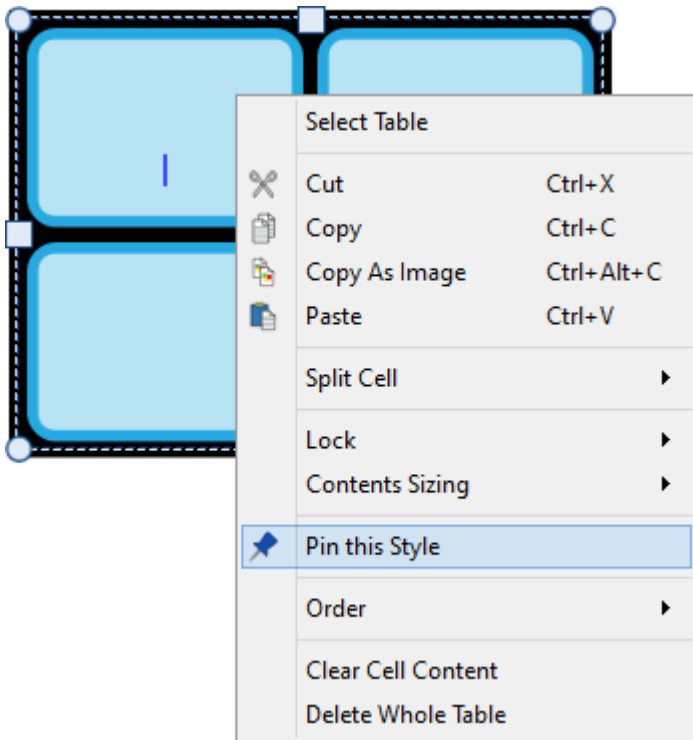 Select Table
Cut Ctrl+X
Copy Ctrl+C
Copy As Image Ctrl+Alt+C
Paste Ctrl+V
Split Cell
Lock
Contents Sizing
Pin this Style
Order
Clear Cell Content
Delete Whole Table